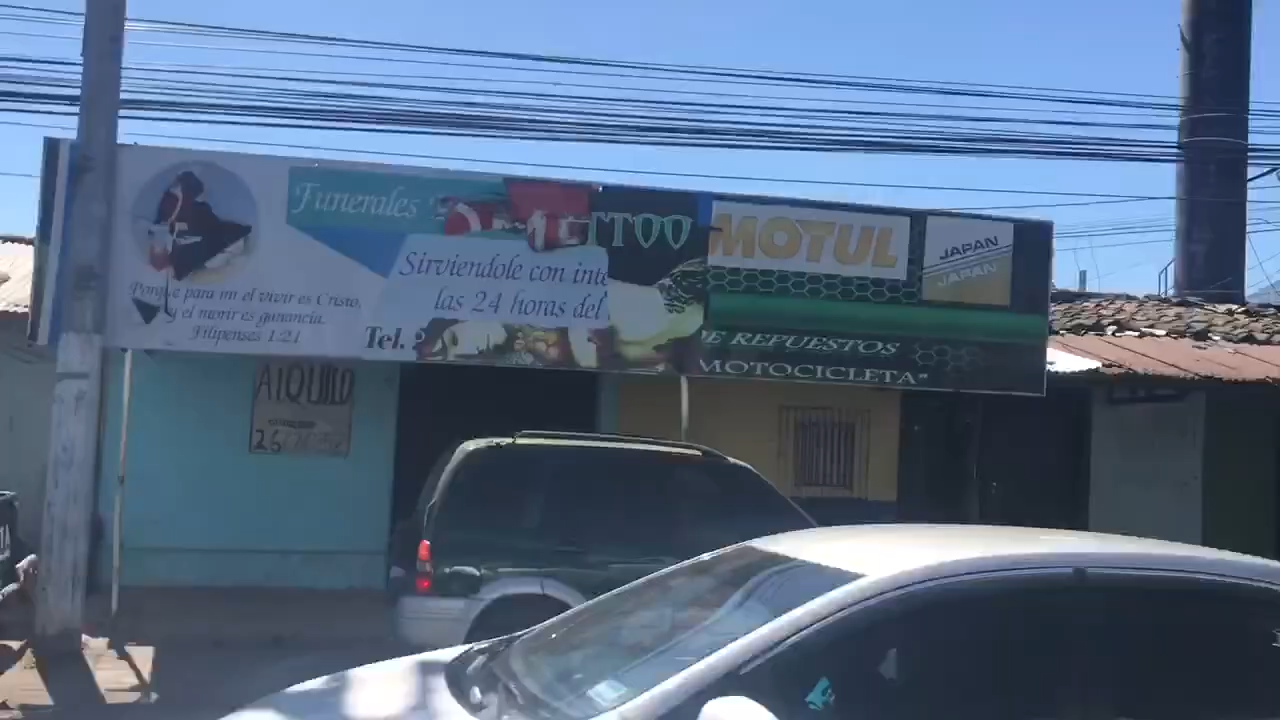 Funerales
TTOO
MOTUL
JAPAN
JAPAN
Sirviendole con inte
las 24 horas del
Porque para mi el vivir es Cristo,
y el morir es ganancia.
Filipenses 1:21
Tel.
E REPUESTOS
MOTOCICLETA"
AlQUILO